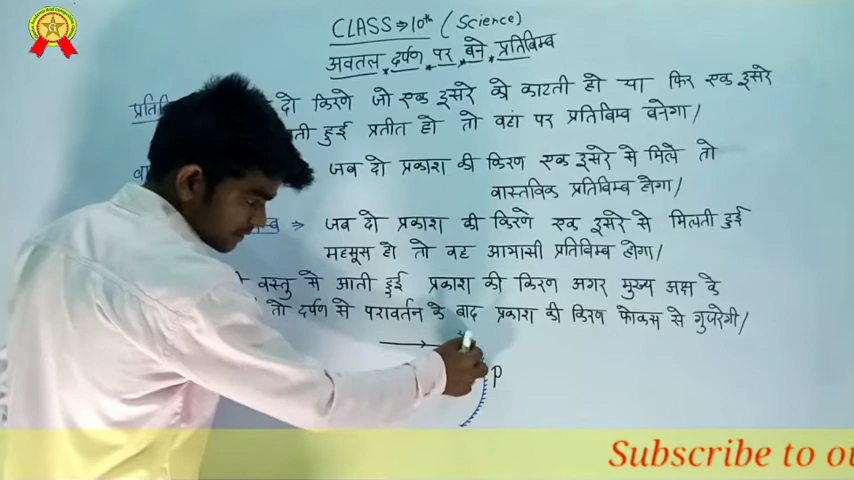 CLASS → 10th (Science)
अवतल दर्पण पर बने प्रतिबिम्ब
दो किरणे जो एक दूसरे को काटती हो या फिर एक दूसरे
हुई प्रतीत हो तो वहां पर प्रतिबिम्ब बनेगा/
जब दो प्रकाश की किरण एक दूसरे से मिले तो
वास्तविक प्रतिबिम्ब होगा/
⇒ जब दो प्रकाश की किरणे एक दूसरे से मिलती हुई
महसूस हो तो वह आभासी प्रतिबिम्ब होगा/
वस्तु से आती हुई प्रकाश की किरण अगर मुख्य अक्ष के
तो दर्पण से परावर्तन के बाद प्रकाश की किरण फोकस से गुजरेगी/
P
Subscribe to